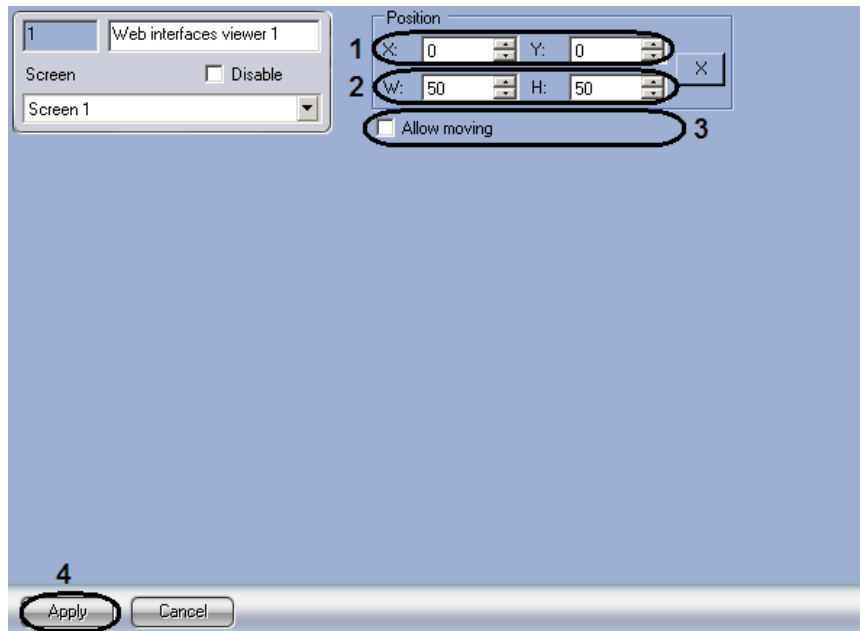 Position
1 Web interfaces viewer 1
1 X: 0 Y: 0
X
Screen Disable
2 W: 50 H: 50
Screen 1
Allow moving 3
4
Apply Cancel